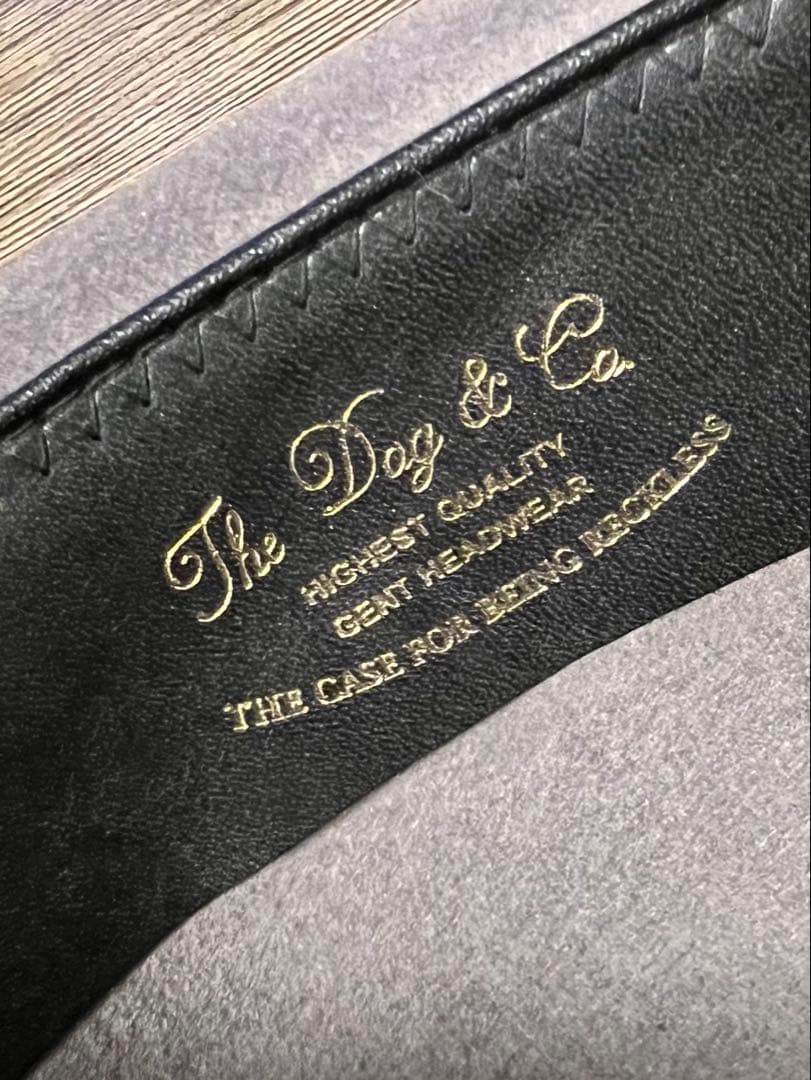 The Dog & Co.
HIGHEST QUALITY
GENT HEADWEAR
THE CASE FOR BEING RECKLESS